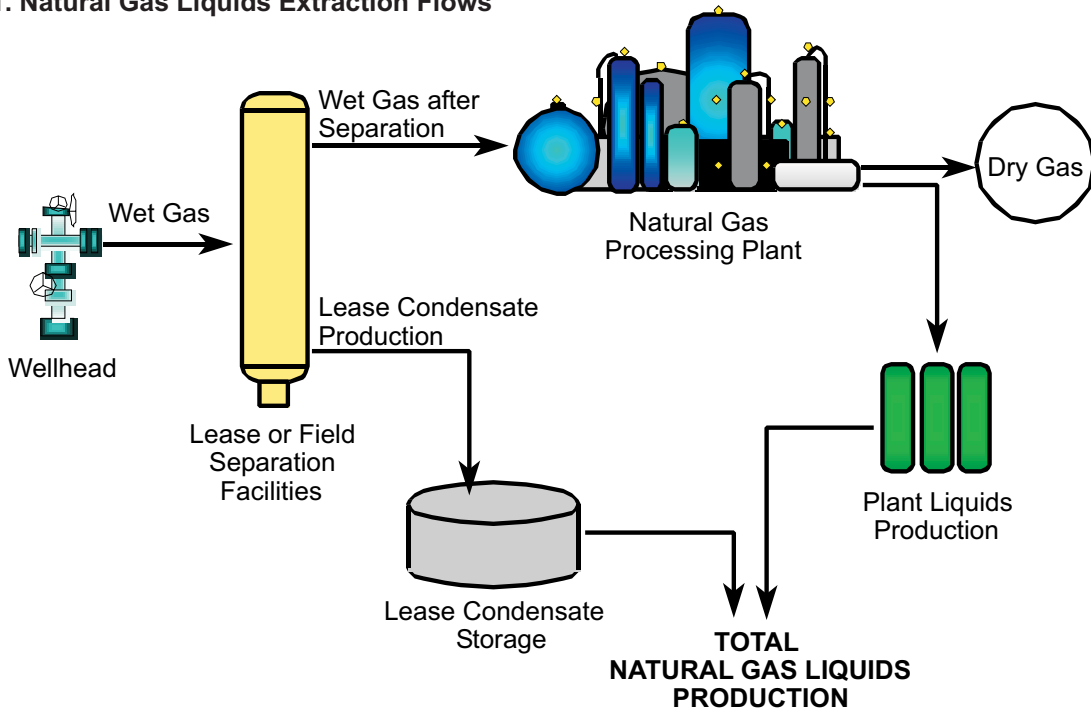 1. Natural Gas Liquids Extraction Flows
Wet Gas after
Separation
Dry Gas
Wet Gas
Natural Gas
Processing Plant
Lease Condensate
Production
Wellhead
Lease or Field
Separation
Facilities
Plant Liquids
Production
Lease Condensate
Storage
TOTAL
NATURAL GAS LIQUIDS
PRODUCTION